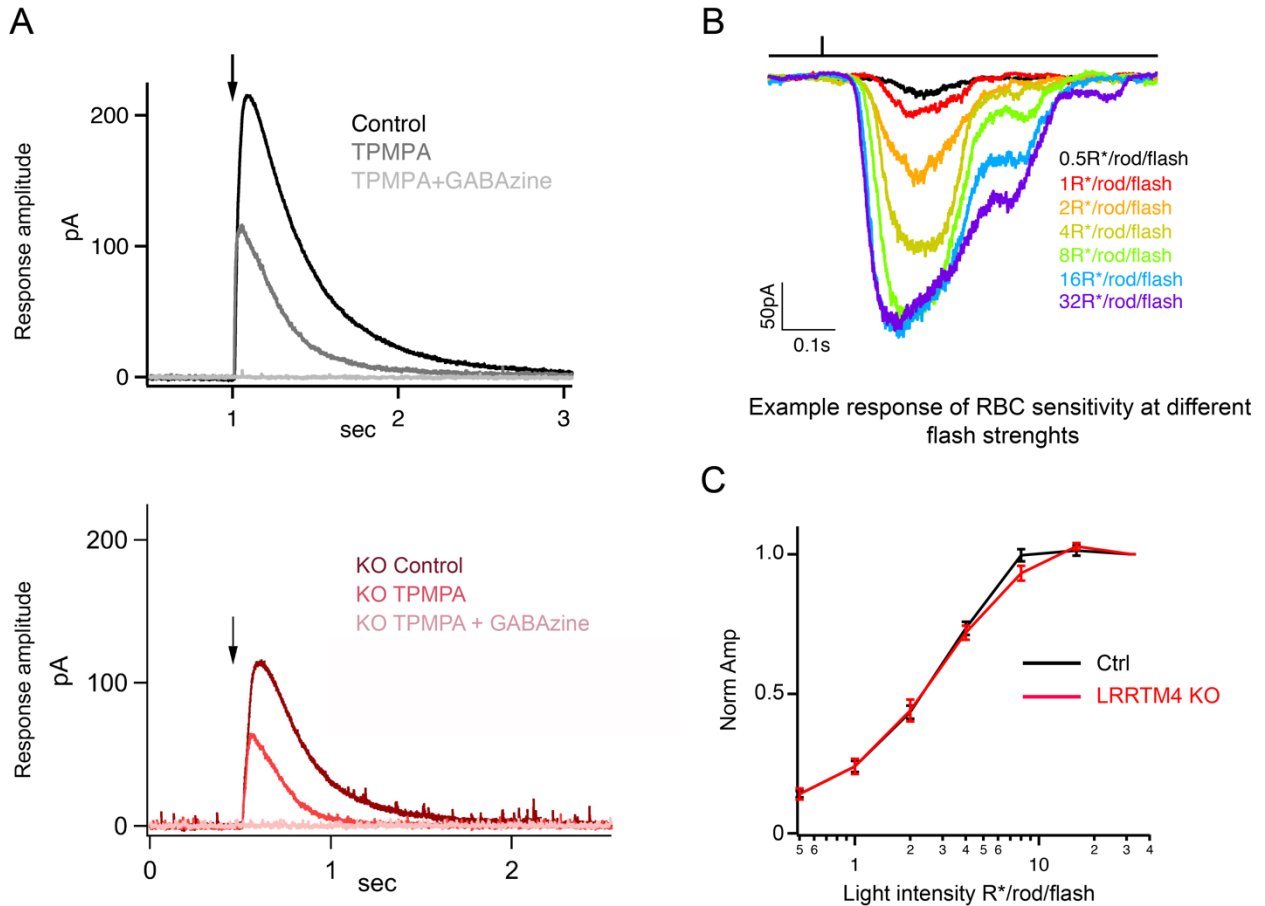 A
Response amplitude
pA
200
100
0
Control
TPMPA
TPMPA+GABAzine
1
2
3
sec
Response amplitude
pA
200
100
0
KO Control
KO TPMPA
KO TPMPA + GABAzine
0
1
2
sec
B
0.5R*/rod/flash
1R*/rod/flash
2R*/rod/flash
4R*/rod/flash
8R*/rod/flash
16R*/rod/flash
32R*/rod/flash
50pA
0.1s
Example response of RBC sensitivity at different
flash strenghts
C
Norm Amp
1.0
0.5
0
Ctrl
LRRTM4 KO
5 6 1 2 3 4 5 6 10 2 3 4
Light intensity R*/rod/flash